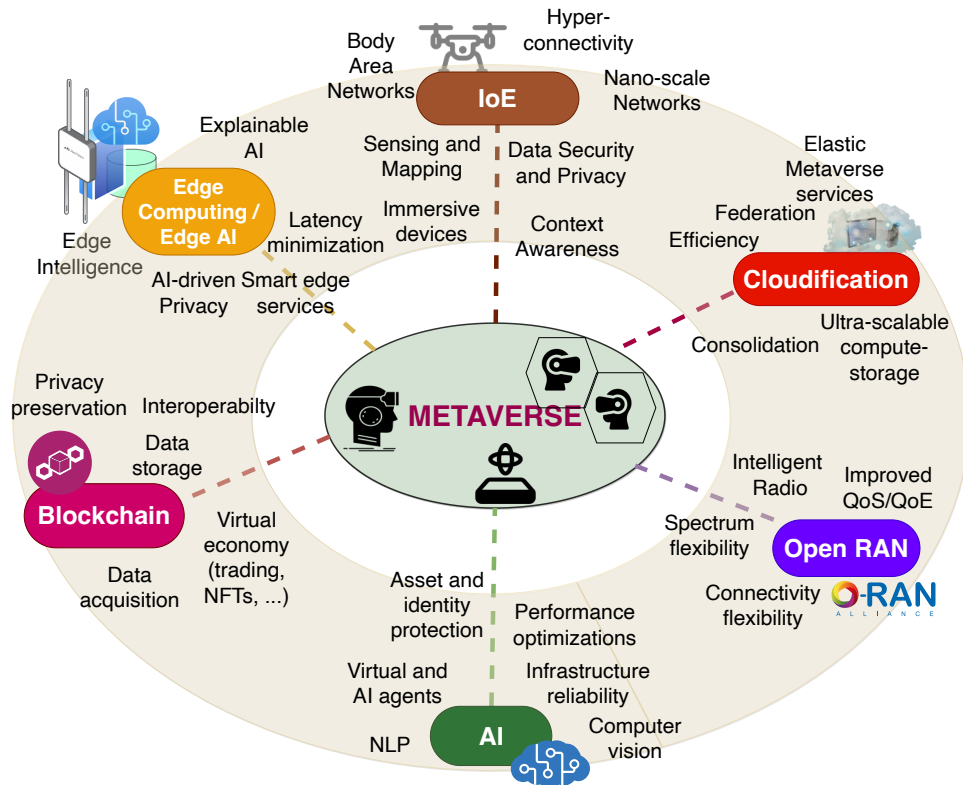 Hyper-
connectivity
Body
Area
Networks
IoE
Nano-scale
Networks
Sensing and
Mapping
Data Security
and Privacy
Immersive
devices
Context
Awareness
Explainable
AI
Edge
Computing /
Edge AI
Latency
minimization
Edge
Intelligence
AI-driven
Privacy
Smart edge
services
Elastic
Metaverse
services
Federation
Efficiency
Cloudification
Consolidation
Ultra-scalable
compute-
storage
METAVERSE
Privacy
preservation
Interoperabilty
Data
storage
Blockchain
Virtual
economy
(trading,
NFTs, ...)
Data
acquisition
Intelligent
Radio
Improved
QoS/QoE
Spectrum
flexibility
Open RAN
Connectivity
flexibility
O-RAN
ALLIANCE
Asset and
identity
protection
Performance
optimizations
Virtual and
AI agents
Infrastructure
reliability
NLP
AI
Computer
vision